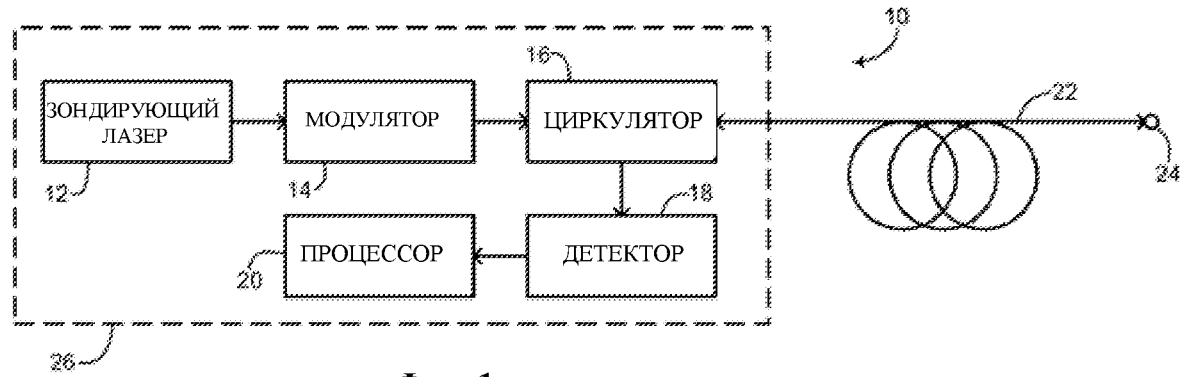 10
16
22
ЗОНДИРУЮЩИЙ
ЛАЗЕР
МОДУЛЯТОР
ЦИРКУЛЯТОР
12
14
18
24
ПРОЦЕССОР
ДЕТЕКТОР
20
26